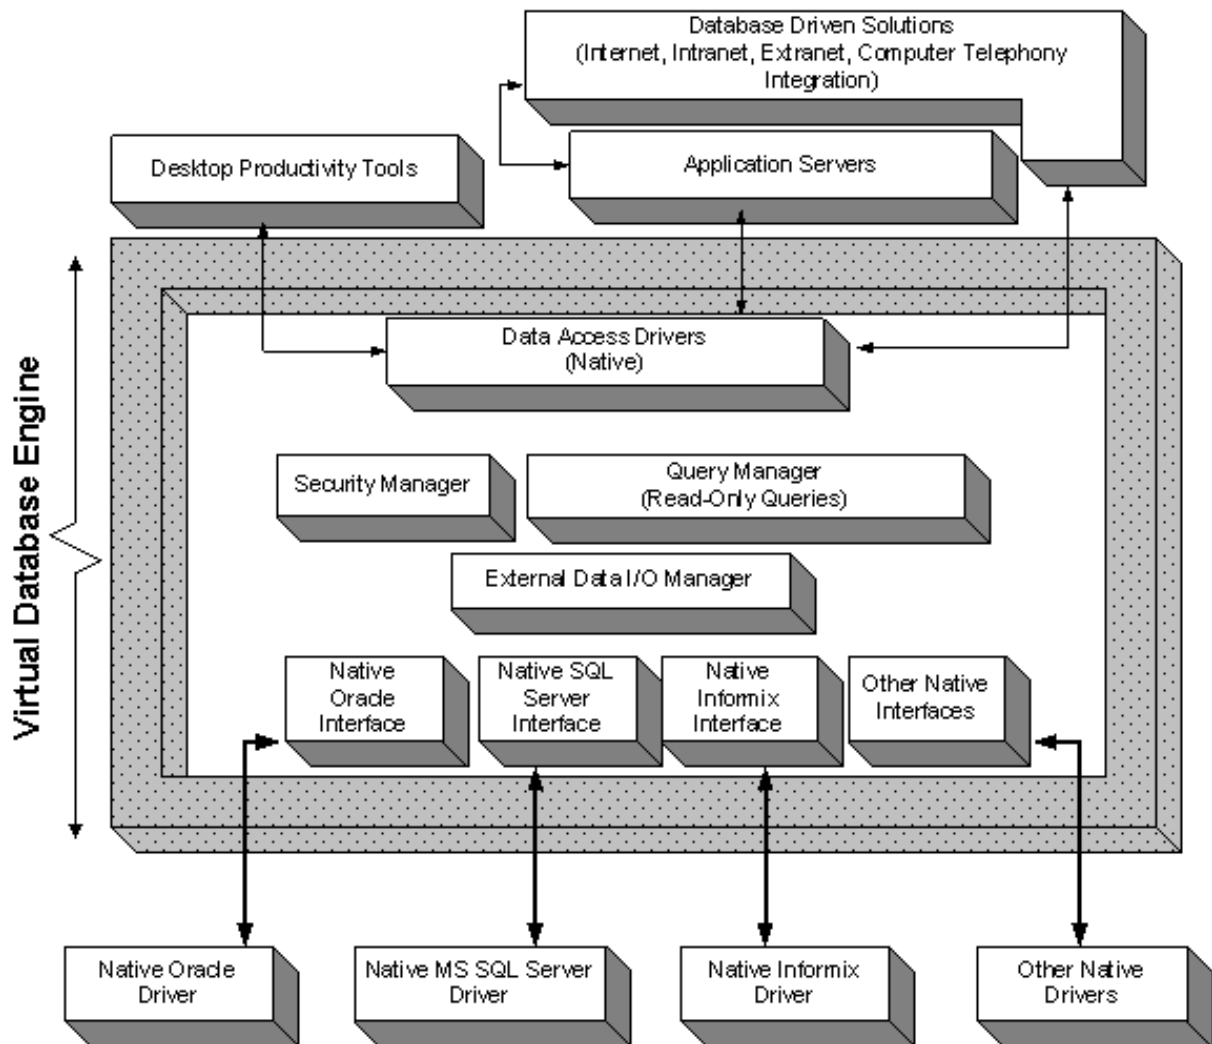 Database Driven Solutions
(Internet, Intranet, Extranet, Computer Telephony
Integration)
Desktop Productivity Tools
Application Servers
Virtual Database Engine
Data Access Drivers
(Native)
Security Manager
Query Manager
(Read-Only Queries)
External Data I/O Manager
Native
Oracle
Interface
Native SQL
Server
Interface
Native
Informix
Interface
Other Native
Interfaces
Native Oracle
Driver
Native MS SQL Server
Driver
Native Informix
Driver
Other Native
Drivers